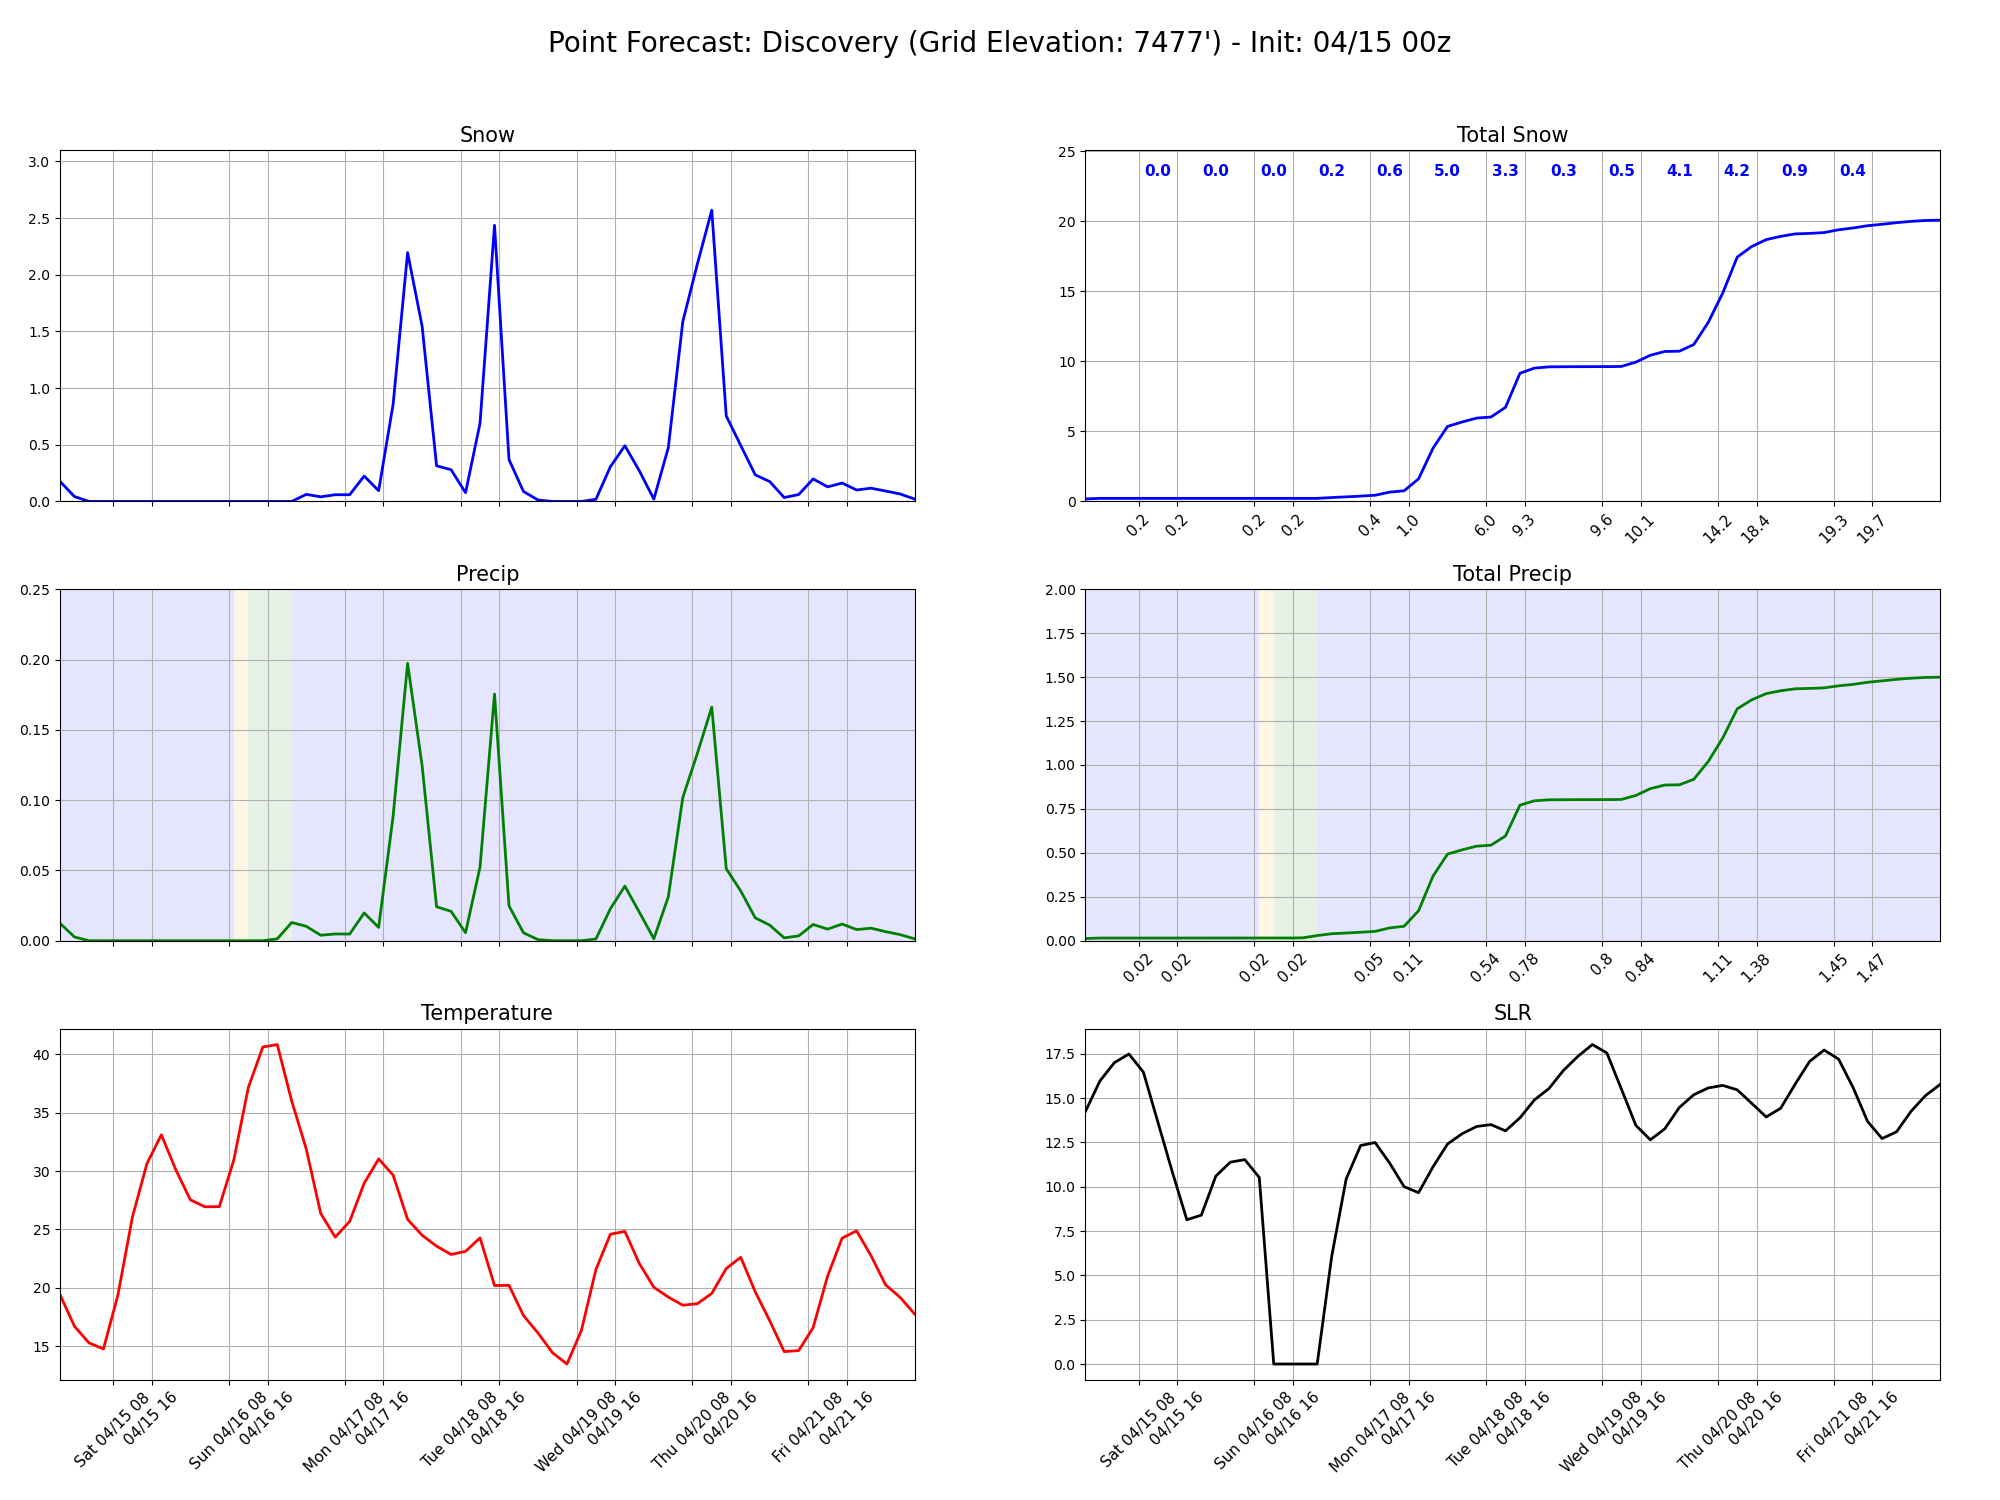 Point Forecast: Discovery (Grid Elevation: 7477') - Init: 04/15 00z
Snow
3.0
2.5
2.0
1.5
1.0
0.5
0.0
Total Snow
25
20
15
10
5
0
0.0 0.0 0.0 0.2 0.6 5.0 3.3 0.3 0.5 4.1 4.2 0.9 0.4
0.2 0.2 0.2 0.2 0.4 1.0 6.0 9.3 9.6 10.1 14.2 18.4 19.3 19.7
Precip
0.25
0.20
0.15
0.10
0.05
0.00
Total Precip
2.00
1.75
1.50
1.25
1.00
0.75
0.50
0.25
0.00
0.02 0.02 0.02 0.02 0.05 0.11 0.54 0.78 0.8 0.84 1.11 1.38 1.45 1.47
Temperature
40
35
30
25
20
15
Sat 04/15 08
04/15 16
Sun 04/16 08
04/16 16
Mon 04/17 08
04/17 16
Tue 04/18 08
04/18 16
Wed 04/19 08
04/19 16
Thu 04/20 08
04/20 16
Fri 04/21 08
04/21 16
SLR
17.5
15.0
12.5
10.0
7.5
5.0
2.5
0.0
Sat 04/15 08
04/15 16
Sun 04/16 08
04/16 16
Mon 04/17 08
04/17 16
Tue 04/18 08
04/18 16
Wed 04/19 08
04/19 16
Thu 04/20 08
04/20 16
Fri 04/21 08
04/21 16